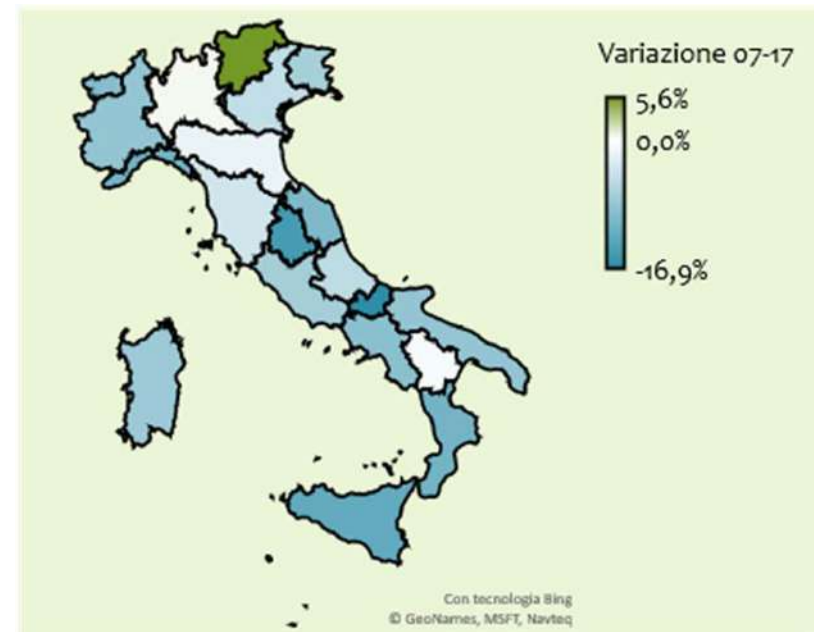 Variazione 07-17
5,6%
0,0%
-16,9%
Con tecnologia Bing
© GeoNames, MSFT, Navteq